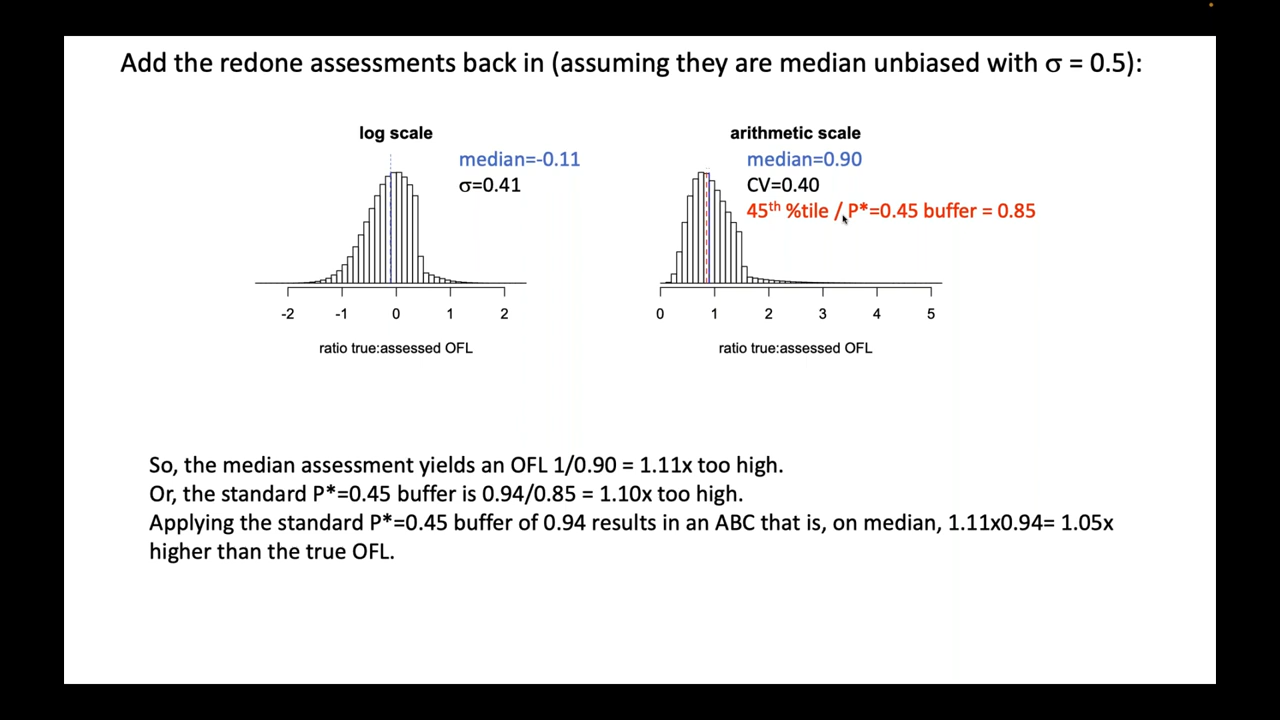 Add the redone assessments back in (assuming they are median unbiased with σ = 0.5):
log scale
median=-0.11
σ=0.41
-2 -1 0 1 2
ratio true:assessed OFL
arithmetic scale
median=0.90
CV=0.40
45th %tile / P*=0.45 buffer = 0.85
0 1 2 3 4 5
ratio true:assessed OFL
So, the median assessment yields an OFL 1/0.90 = 1.11x too high.
Or, the standard P*=0.45 buffer is 0.94/0.85 = 1.10x too high.
Applying the standard P*=0.45 buffer of 0.94 results in an ABC that is, on median, 1.11x0.94= 1.05x
higher than the true OFL.